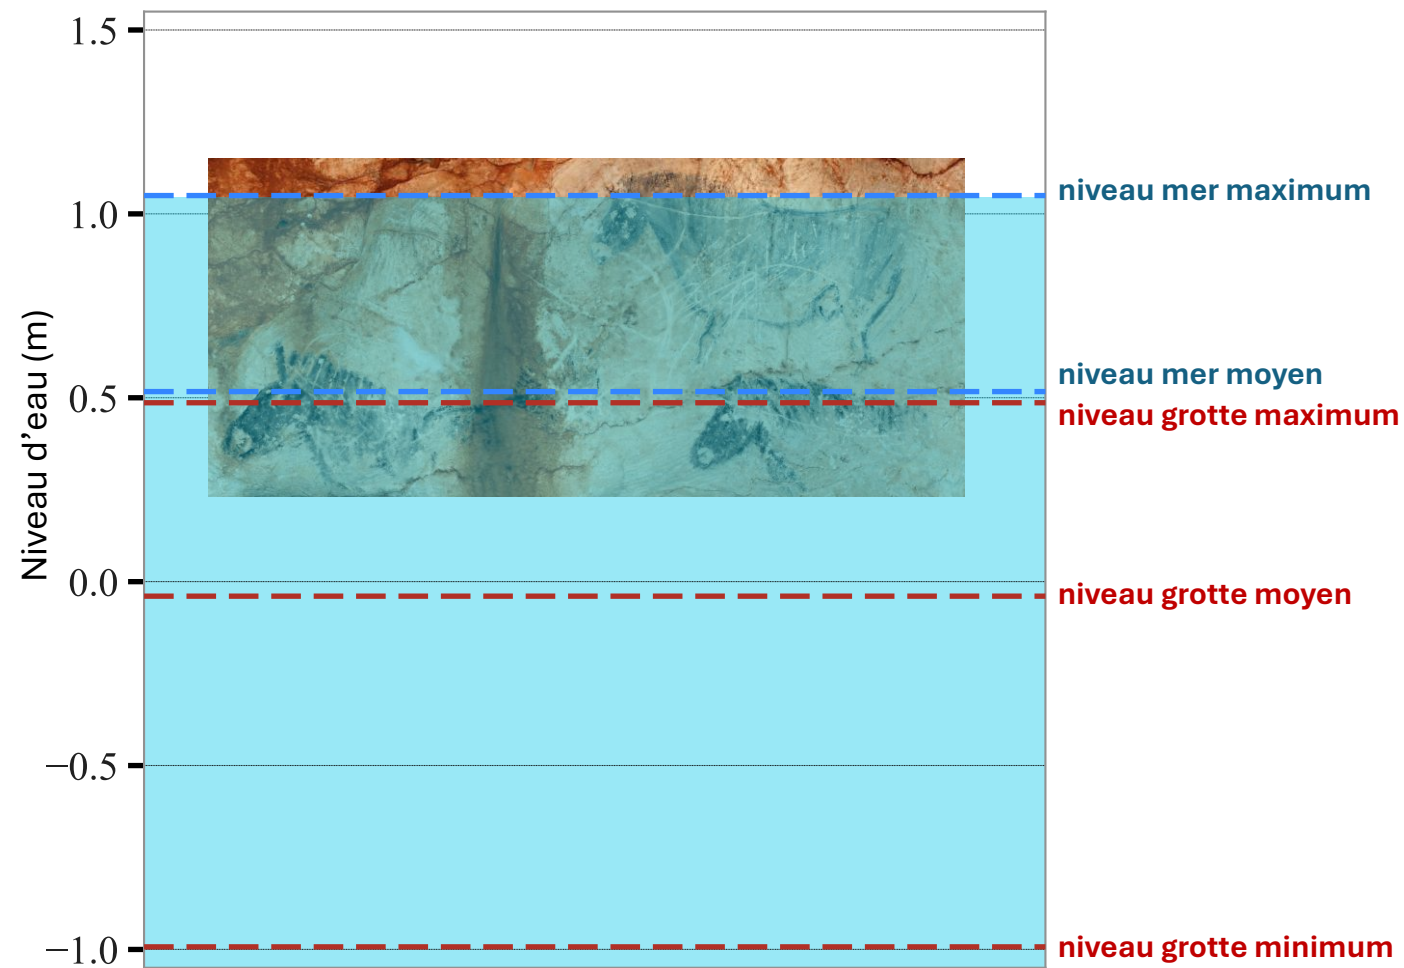 1.5
niveau mer maximum
1.0
Niveau d’eau (m)
niveau mer moyen
0.5
niveau grotte maximum
0.0
niveau grotte moyen
−0.5
−1.0
niveau grotte minimum